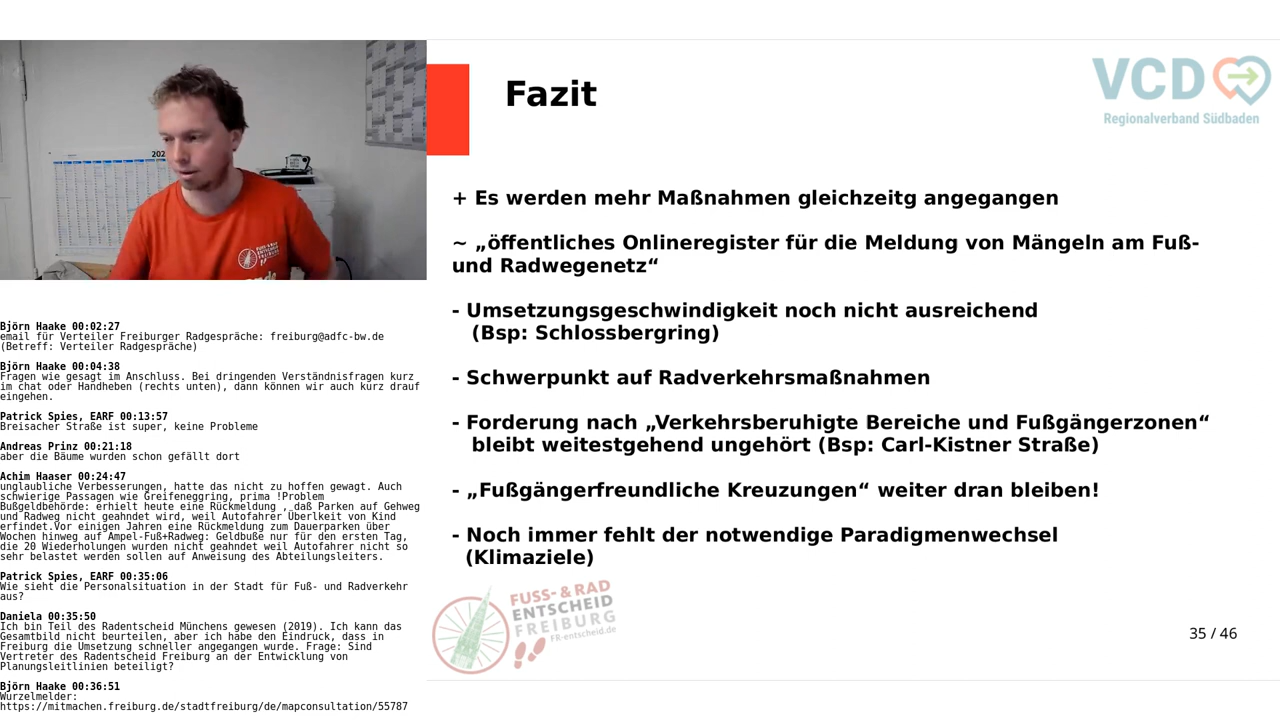 202
FUSS-& RAD
ENTSCHEID
FREIBURG
Björn Haake 00:02:27
email für Verteiler Freiburger Radgespräche: freiburg@adfc-bw.de
(Betreff: Verteiler Radgespräche)
Björn Haake 00:04:38
Fragen wie gesagt im Anschluss. Bei dringenden Verständnisfragen kurz
im chat oder Handheben (rechts unten), dann können wir auch kurz drauf
eingehen.
Patrick Spies, EARF 00:13:57
Breisacher Straße ist super, keine Probleme
Andreas Prinz 00:21:18
aber die Bäume wurden schon gefällt dort
Achim Haaser 00:24:47
unglaubliche Verbesserungen, hatte das nicht zu hoffen gewagt. Auch
schwierige Passagen wie Greifeneggring, prima !Problem
Bußgeldbehörde: erhielt heute eine Rückmeldung , daß Parken auf Gehweg
und Radweg nicht geahndet wird, weil Autofahrer Überlkeit von Kind
erfindet.Vor einigen Jahren eine Rückmeldung zum Dauerparken über
Wochen hinweg auf Ampel-Fuß+Radweg: Geldbuße nur für den ersten Tag,
die 20 Wiederholungen wurden nicht geahndet weil Autofahrer nicht so
sehr belastet werden sollen auf Anweisung des Abteilungsleiters.
Patrick Spies, EARF 00:35:06
Wie sieht die Personalsituation in der Stadt für Fuß- und Radverkehr
aus?
Daniela 00:35:50
Ich bin Teil des Radentscheid Münchens gewesen (2019). Ich kann das
Gesamtbild nicht beurteilen, aber ich habe den Eindruck, dass in
Freiburg die Umsetzung schneller angegangen wurde. Frage: Sind
Vertreter des Radentscheid Freiburg an der Entwicklung von
Planungsleitlinien beteiligt?
Björn Haake 00:36:51
Wurzelmelder:
https://mitmachen.freiburg.de/stadtfreiburg/de/mapconsultation/55787
Fazit
VCD
Regionalverband Südbaden
+ Es werden mehr Maßnahmen gleichzeitg angegangen
~ „öffentliches Onlineregister für die Meldung von Mängeln am Fuß-
und Radwegenetz“
- Umsetzungsgeschwindigkeit noch nicht ausreichend
(Bsp: Schlossbergring)
- Schwerpunkt auf Radverkehrsmaßnahmen
- Forderung nach „Verkehrsberuhigte Bereiche und Fußgängerzonen“
bleibt weitestgehend ungehört (Bsp: Carl-Kistner Straße)
- „Fußgängerfreundliche Kreuzungen“ weiter dran bleiben!
- Noch immer fehlt der notwendige Paradigmenwechsel
(Klimaziele)
FUSS- & RAD
ENTSCHEID
FREIBURG
FR-entscheid.de
35 / 46